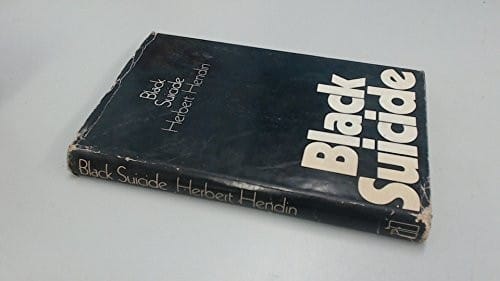 Black
Suicide
Herbert Hendin
Black
Suicide
Black Suicide Herbert Hendin